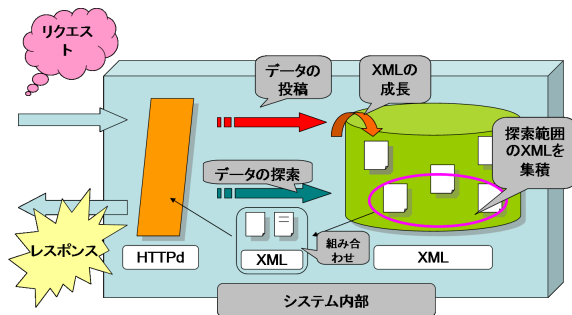 リクエス
ト
データの
投稿
XMLの
成長
探索範囲
のXMLを
集積
データの探索
レスポンス
HTTPd
XML
組み合
わせ
XML
システム内部